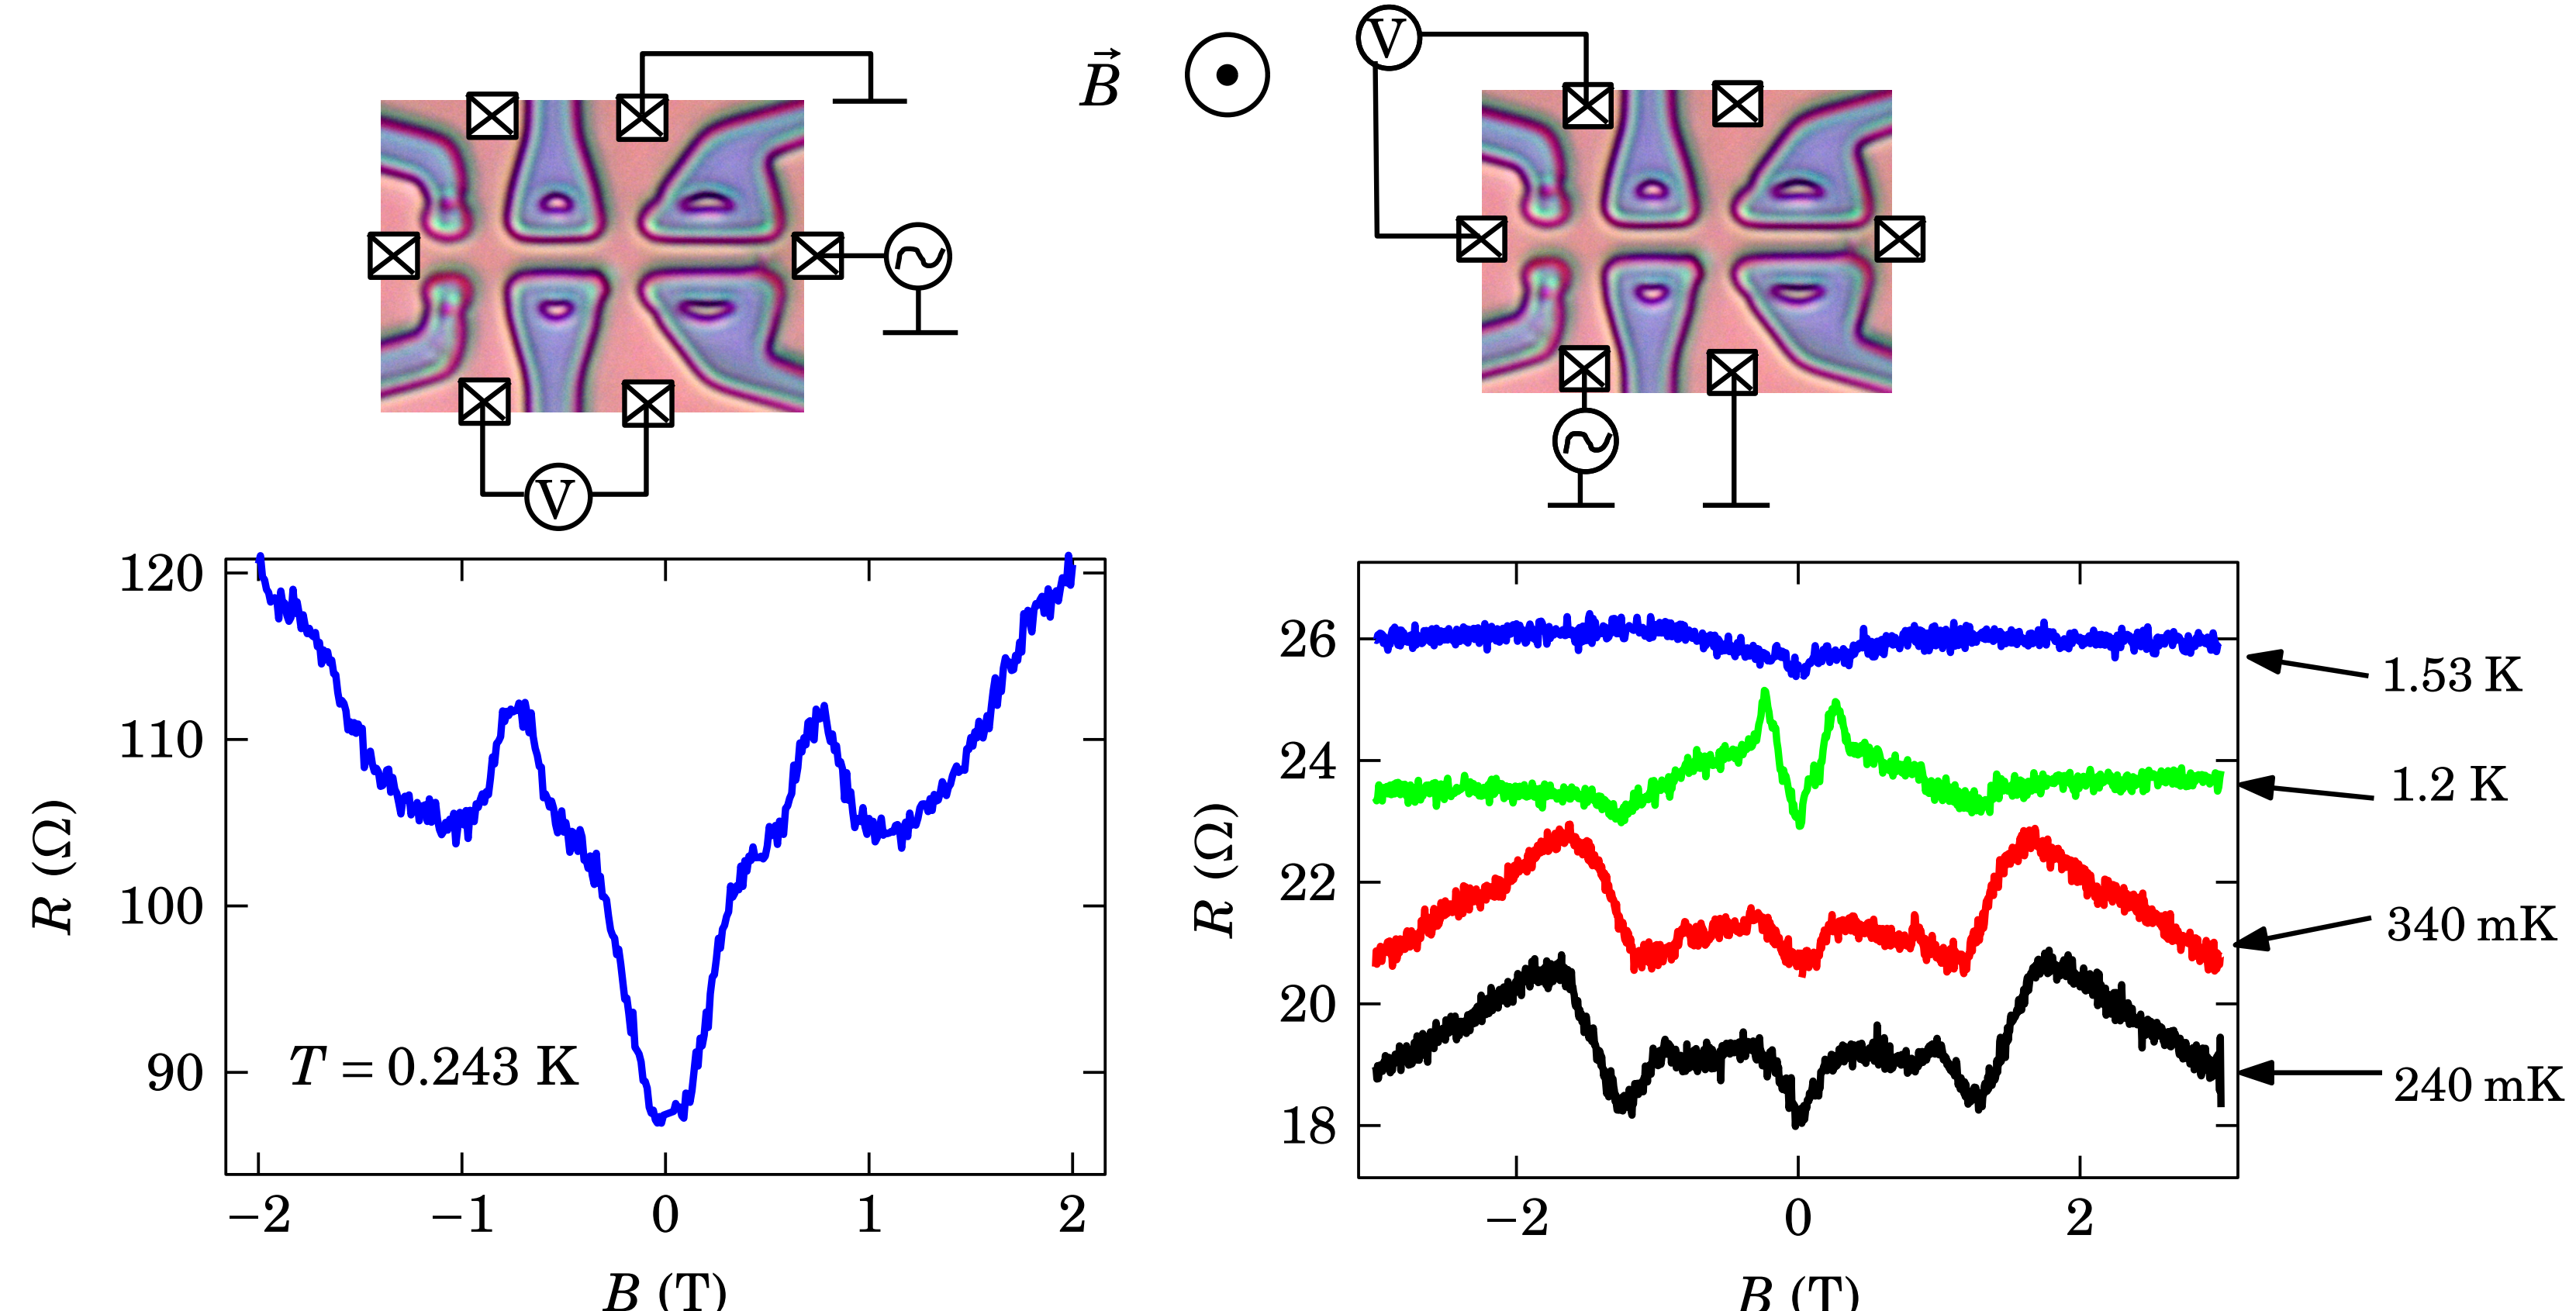 B⃗
V
V
120
110
100
90
R (Ω)
T = 0.243 K
−2 −1 0 1 2
B (T)
26
24
22
20
18
R (Ω)
1.53 K
1.2 K
340 mK
240 mK
−2 0 2
B (T)